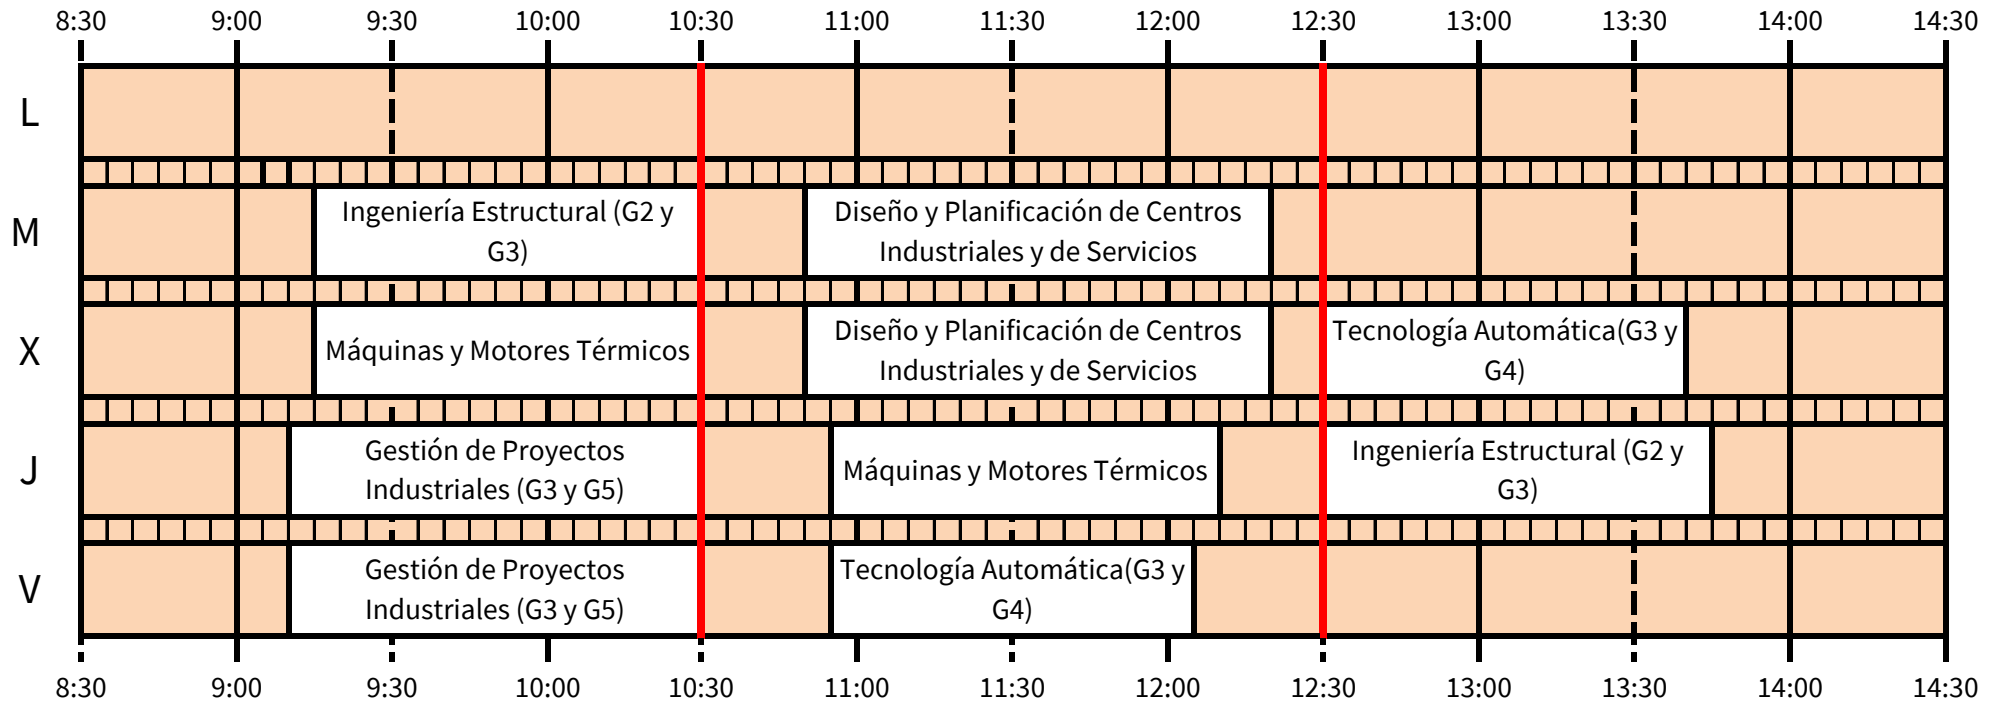 8:30 9:00 9:30 10:00 10:30 11:00 11:30 12:00 12:30 13:00 13:30 14:00 14:30
L
M
Ingeniería Estructural (G2 y
G3)
Diseño y Planificación de Centros
Industriales y de Servicios
X
Máquinas y Motores Térmicos
Diseño y Planificación de Centros
Industriales y de Servicios
Tecnología Automática(G3 y
G4)
J
Gestión de Proyectos
Industriales (G3 y G5)
Máquinas y Motores Térmicos
Ingeniería Estructural (G2 y
G3)
V
Gestión de Proyectos
Industriales (G3 y G5)
Tecnología Automática(G3 y
G4)
8:30 9:00 9:30 10:00 10:30 11:00 11:30 12:00 12:30 13:00 13:30 14:00 14:30